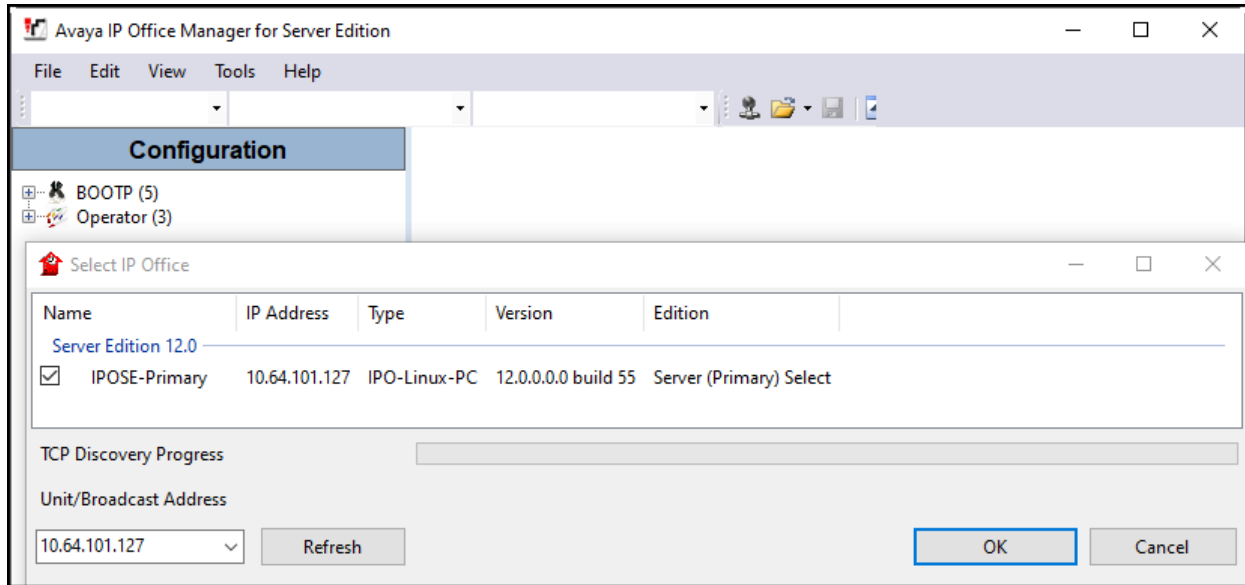 Avaya IP Office Manager for Server Edition
File Edit View Tools Help
Configuration
BOOTP (5)
Operator (3)
Select IP Office
Name IP Address Type Version Edition
Server Edition 12.0
IPOSE-Primary 10.64.101.127 IPO-Linux-PC 12.0.0.0.0 build 55 Server (Primary) Select
TCP Discovery Progress
Unit/Broadcast Address
10.64.101.127 Refresh OK Cancel